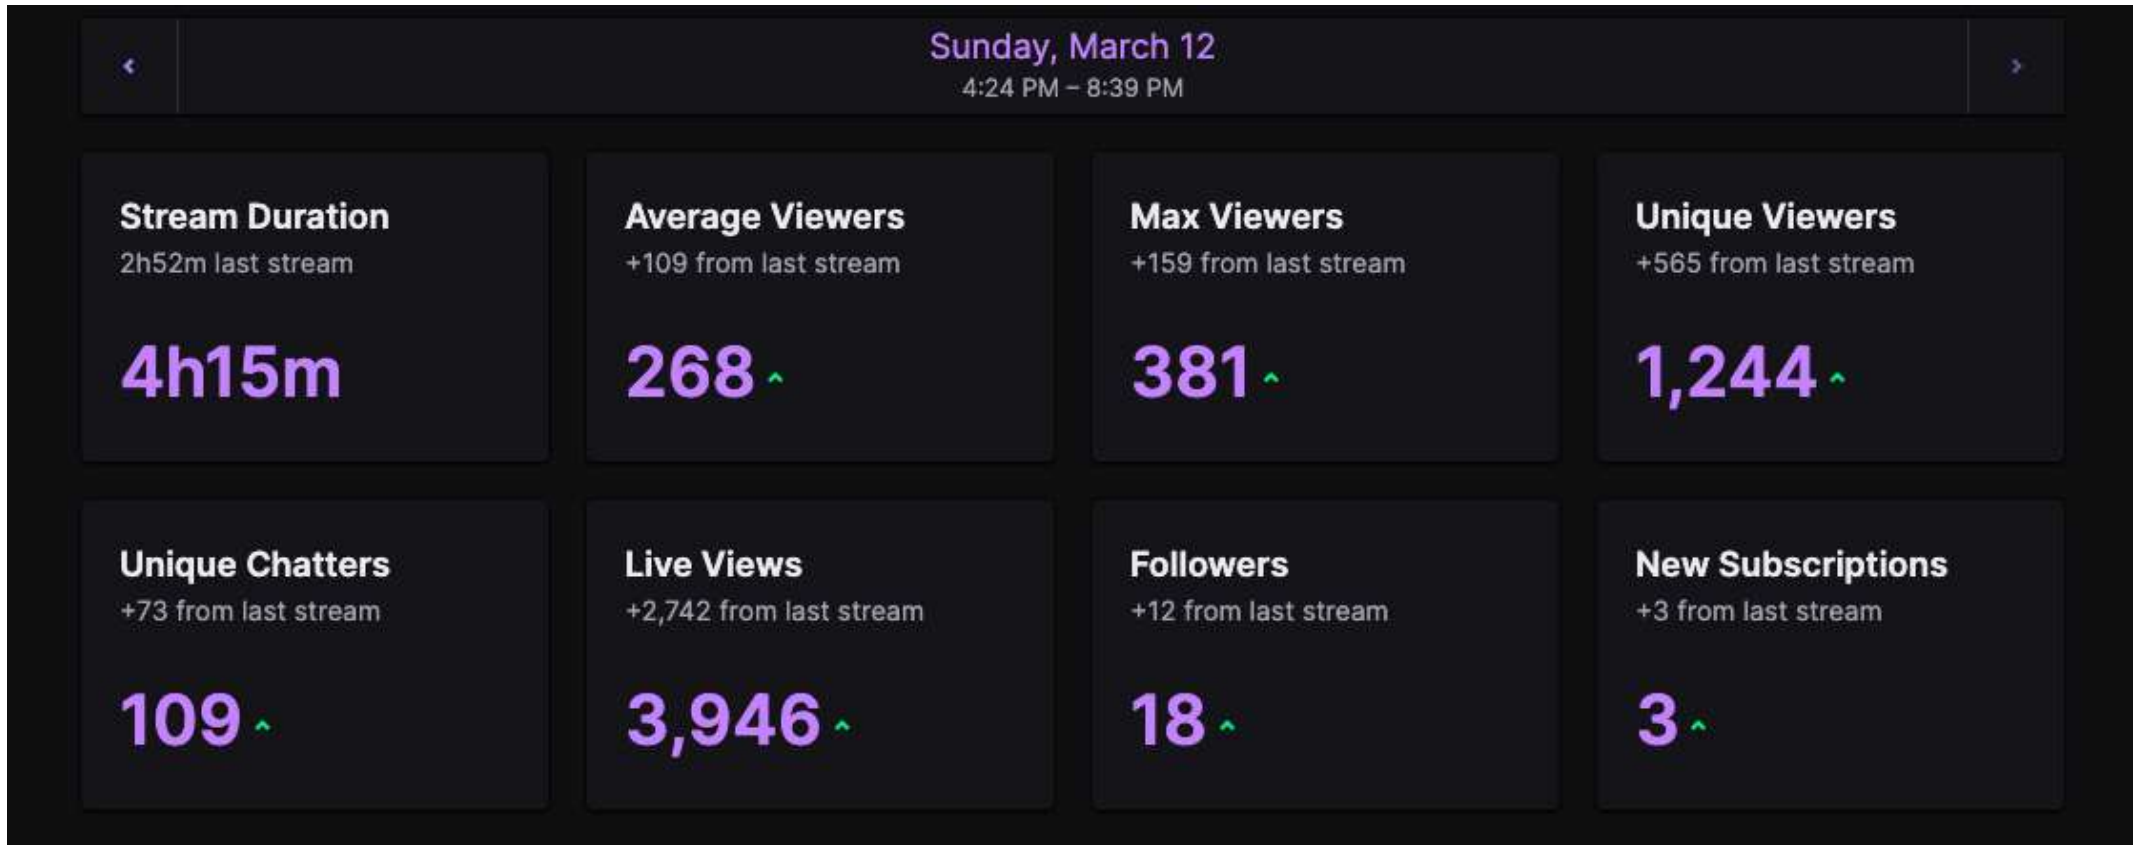 Sunday, March 12
4:24 PM – 8:39 PM
Stream Duration
2h52m last stream
4h15m
Average Viewers
+109 from last stream
268
Max Viewers
+159 from last stream
381
Unique Viewers
+565 from last stream
1,244
Unique Chatters
+73 from last stream
109
Live Views
+2,742 from last stream
3,946
Followers
+12 from last stream
18
New Subscriptions
+3 from last stream
3